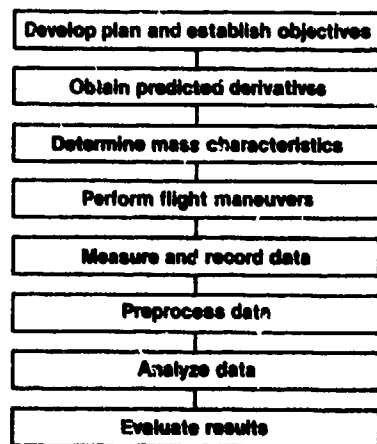 Develop plan and establish objectives
Obtain predicted derivatives
Determine mass characteristics
Perform flight maneuvers
Measure and record data
Preprocess data
Analyze data
Evaluate results